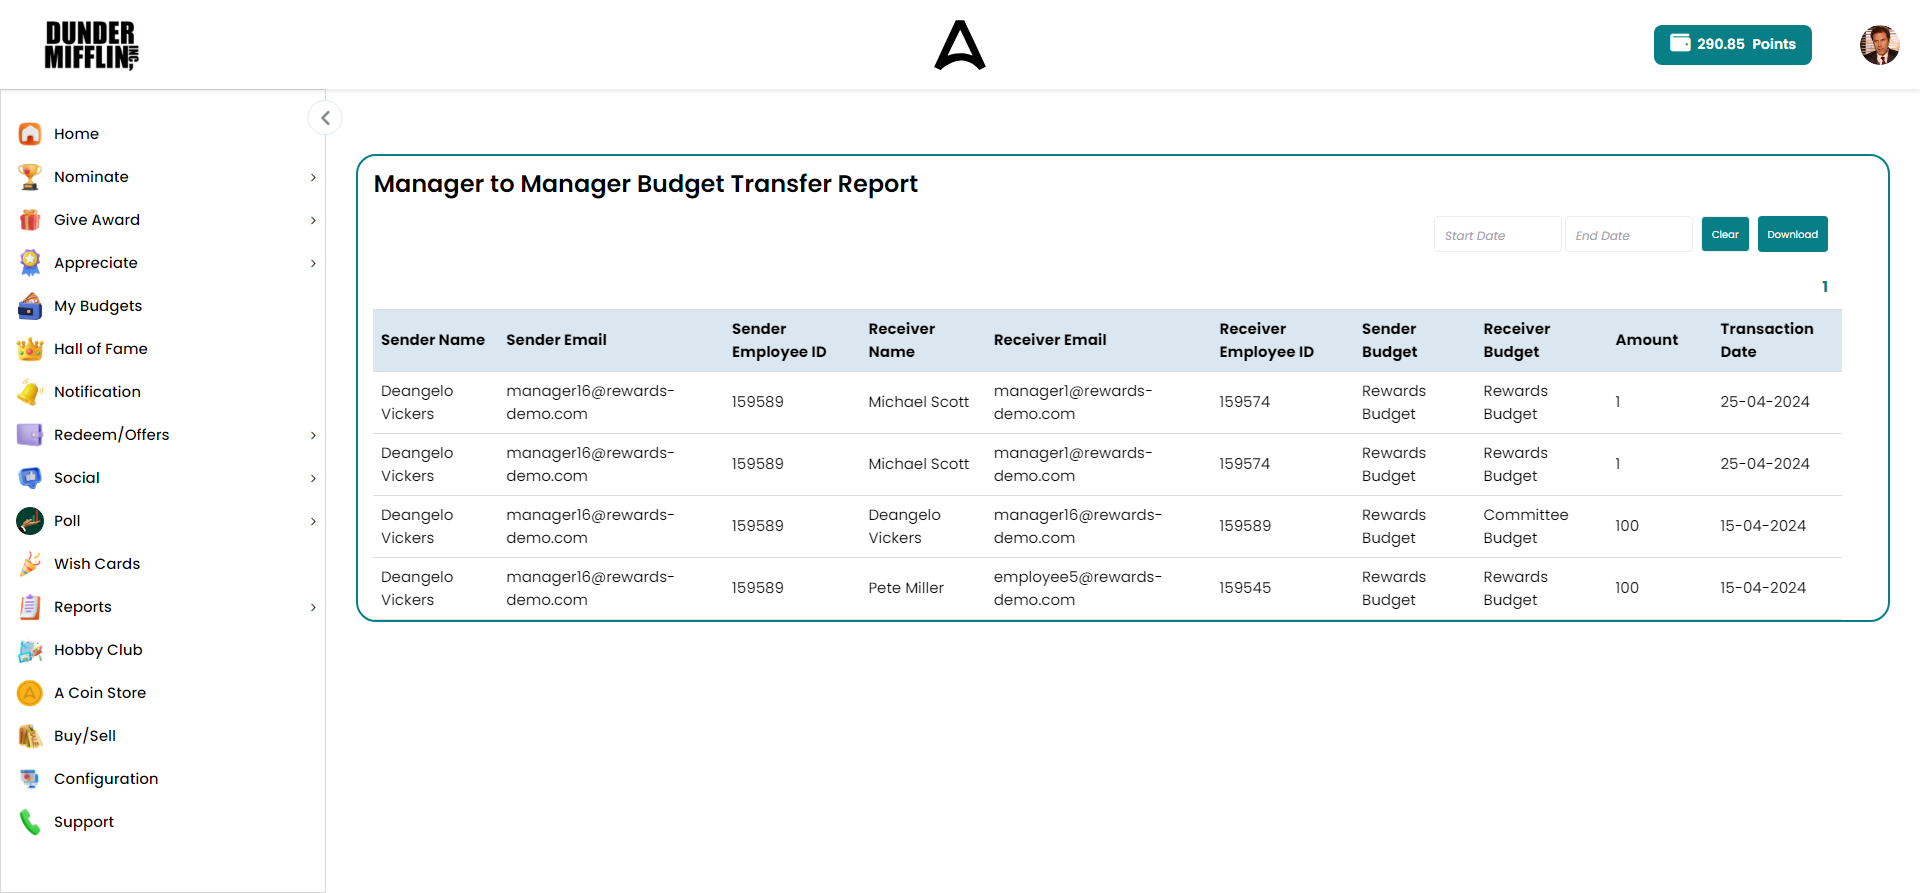 DUNDER
MIFFLIN INC,
290.85 Points
Home
Nominate
Give Award
Appreciate
My Budgets
Hall of Fame
Notification
Redeem/Offers
Social
Poll
Wish Cards
Reports
Hobby Club
A Coin Store
Buy/Sell
Configuration
Support
Manager to Manager Budget Transfer Report
Start Date End Date Clear Download
1
Sender Name Sender Email Sender Employee ID Receiver Name Receiver Email Receiver Employee ID Sender Budget Receiver Budget Amount Transaction Date
Deangelo Vickers manager16@rewards-demo.com 159589 Michael Scott manager1@rewards-demo.com 159574 Rewards Budget Rewards Budget 1 25-04-2024
Deangelo Vickers manager16@rewards-demo.com 159589 Michael Scott manager1@rewards-demo.com 159574 Rewards Budget Rewards Budget 1 25-04-2024
Deangelo Vickers manager16@rewards-demo.com 159589 Deangelo Vickers manager16@rewards-demo.com 159589 Rewards Budget Committee Budget 100 15-04-2024
Deangelo Vickers manager16@rewards-demo.com 159589 Pete Miller employee5@rewards-demo.com 159545 Rewards Budget Rewards Budget 100 15-04-2024